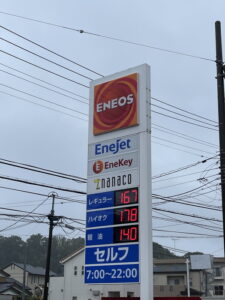 ENEOS
EneJet
EneKey
nanaco
レギュラー 167
ハイオク 178
軽油 140
セルフ
7:00~22:00